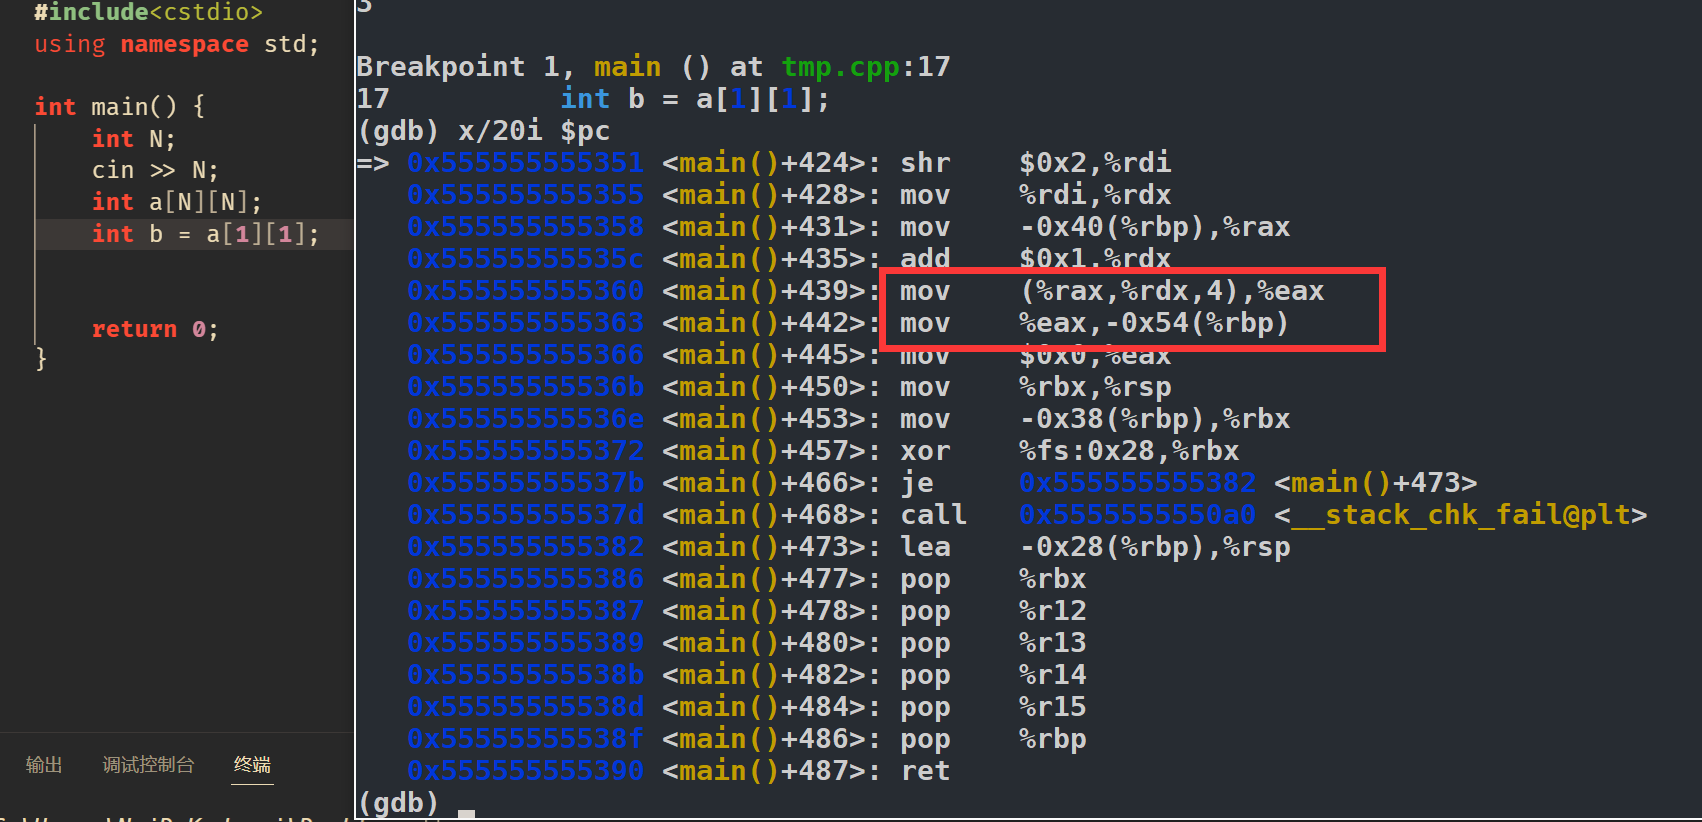 #include<cstdio>
using namespace std;
int main() {
int N;
cin >> N;
int a[N][N];
int b = a[1][1];
return 0;
}
输出 调试控制台 终端
3
Breakpoint 1, main () at tmp.cpp:17
17 int b = a[1][1];
(gdb) x/20i $pc
=> 0x555555555351 <main()+424>: shr $0x2,%rdi
0x555555555355 <main()+428>: mov %rdi,%rdx
0x555555555358 <main()+431>: mov -0x40(%rbp),%rax
0x55555555535c <main()+435>: add $0x1,%rdx
0x555555555360 <main()+439>: mov (%rax,%rdx,4),%eax
0x555555555363 <main()+442>: mov %eax,-0x54(%rbp)
0x555555555366 <main()+445>: mov $0x0,%eax
0x55555555536b <main()+450>: mov %rbx,%rsp
0x55555555536e <main()+453>: mov -0x38(%rbp),%rbx
0x555555555372 <main()+457>: xor %fs:0x28,%rbx
0x55555555537b <main()+466>: je 0x555555555382 <main()+473>
0x55555555537d <main()+468>: call 0x5555555550a0 <__stack_chk_fail@plt>
0x555555555382 <main()+473>: lea -0x28(%rbp),%rsp
0x555555555386 <main()+477>: pop %rbx
0x555555555387 <main()+478>: pop %r12
0x555555555389 <main()+480>: pop %r13
0x55555555538b <main()+482>: pop %r14
0x55555555538d <main()+484>: pop %r15
0x55555555538f <main()+486>: pop %rbp
0x555555555390 <main()+487>: ret
(gdb)